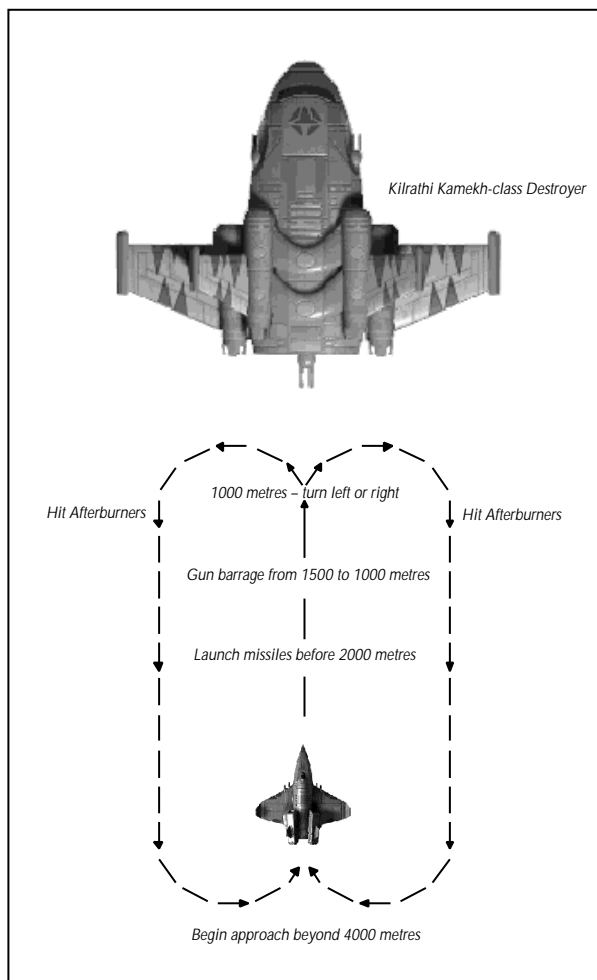 Kilrathi Kamekh-class Destroyer
1000 metres – turn left or right
Hit Afterburners
Hit Afterburners
Gun barrage from 1500 to 1000 metres
Launch missiles before 2000 metres
Begin approach beyond 4000 metres